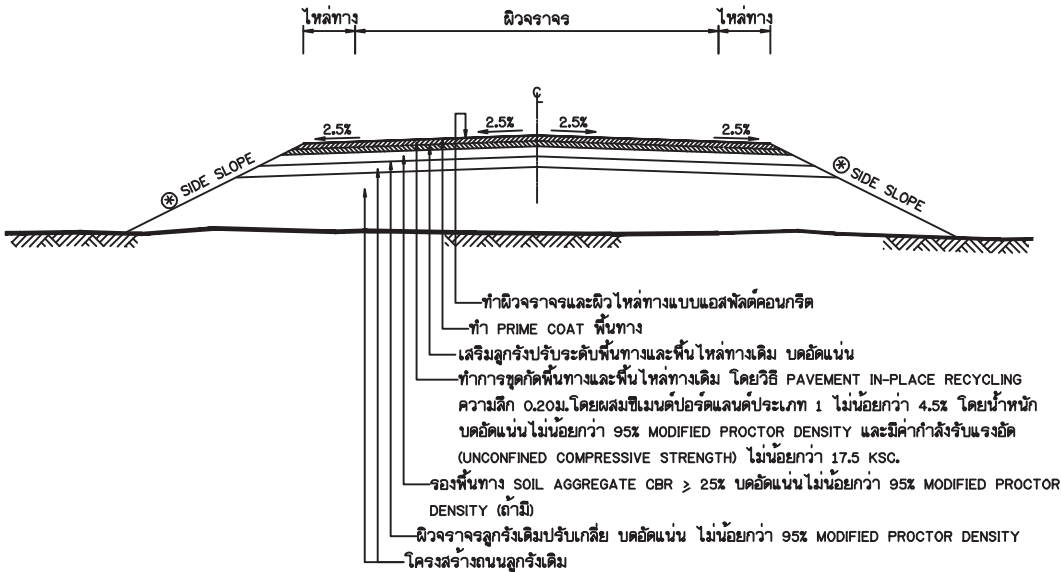 ไหล่ทาง ผิวจราจร ไหล่ทาง
℄
2.5% 2.5% 2.5% 2.5%
* SIDE SLOPE * SIDE SLOPE
ทำผิวจราจรและผิวไหล่ทางแบบแอสฟัลต์คอนกรีต
ทำ PRIME COAT พื้นทาง
เสริมลูกรังปรับระดับพื้นทางและพื้นไหล่ทางเดิม บดอัดแน่น
ทำการขุดกัดพื้นทางและพื้นไหล่ทางเดิม โดยวิธี PAVEMENT IN-PLACE RECYCLING
ความลึก 0.20ม.โดยผสมซีเมนต์ปอร์ตแลนด์ประเภท 1 ไม่น้อยกว่า 4.5% โดยน้ำหนัก
บดอัดแน่นไม่น้อยกว่า 95% MODIFIED PROCTOR DENSITY และมีค่ากำลังรับแรงอัด
(UNCONFINED COMPRESSIVE STRENGTH) ไม่น้อยกว่า 17.5 KSC.
รองพื้นทาง SOIL AGGREGATE CBR ≥ 25% บดอัดแน่นไม่น้อยกว่า 95% MODIFIED PROCTOR
DENSITY (ถ้ามี)
ผิวจราจรลูกรังเดิมปรับเกลี่ย บดอัดแน่น ไม่น้อยกว่า 95% MODIFIED PROCTOR DENSITY
โครงสร้างถนนลูกรังเดิม